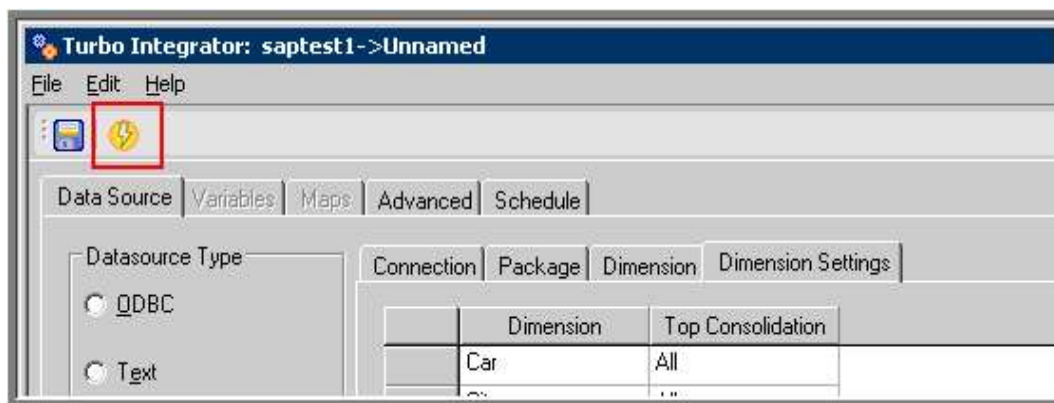 Turbo Integrator: saptest1->Unnamed
File Edit Help
Data Source Variables Maps Advanced Schedule
Datasource Type
Connection Package Dimension Dimension Settings
ODBC
Dimension Top Consolidation
Car All
Text